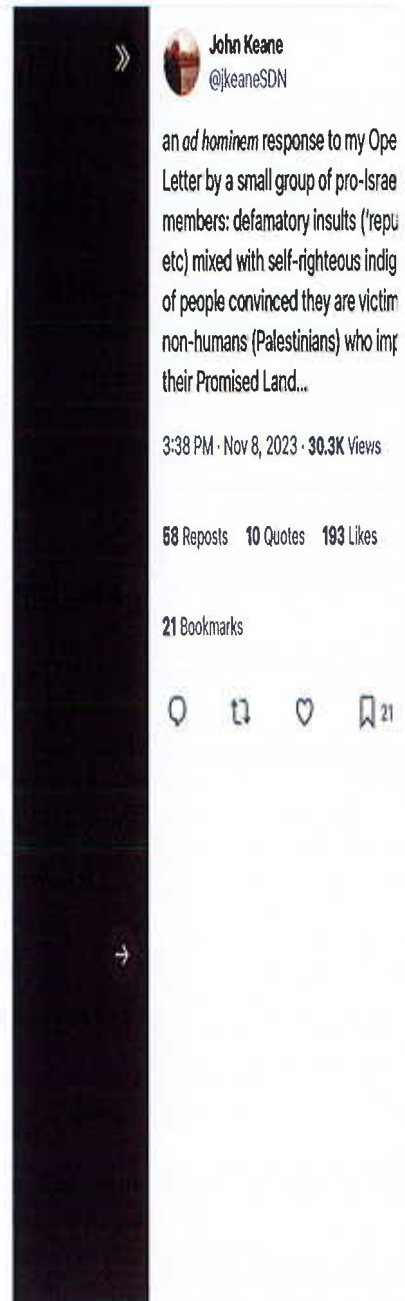 John Keane
@jkeaneSDN
an ad hominem response to my Ope
Letter by a small group of pro-Israe
members: defamatory insults ('repu
etc) mixed with self-righteous indig
of people convinced they are victim
non-humans (Palestinians) who imp
their Promised Land...
3:38 PM · Nov 8, 2023 · 30.3K Views
58 Reposts 10 Quotes 193 Likes
21 Bookmarks
21